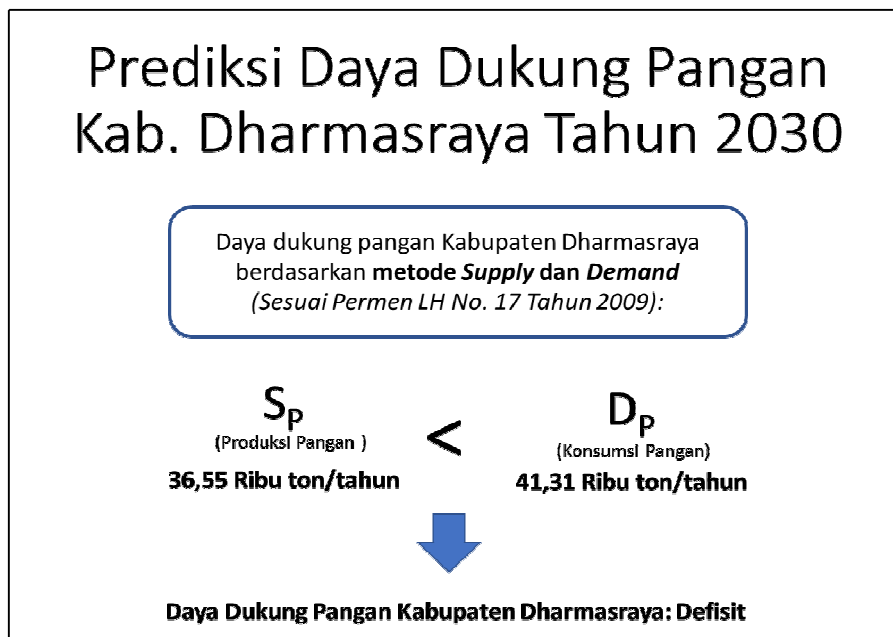 Prediksi Daya Dukung Pangan
Kab. Dharmasraya Tahun 2030
Daya dukung pangan Kabupaten Dharmasraya
berdasarkan metode Supply dan Demand
(Sesuai Permen LH No. 17 Tahun 2009):
SP
(Produksi Pangan )
36,55 Ribu ton/tahun
<
DP
(Konsumsi Pangan)
41,31 Ribu ton/tahun
Daya Dukung Pangan Kabupaten Dharmasraya: Defisit